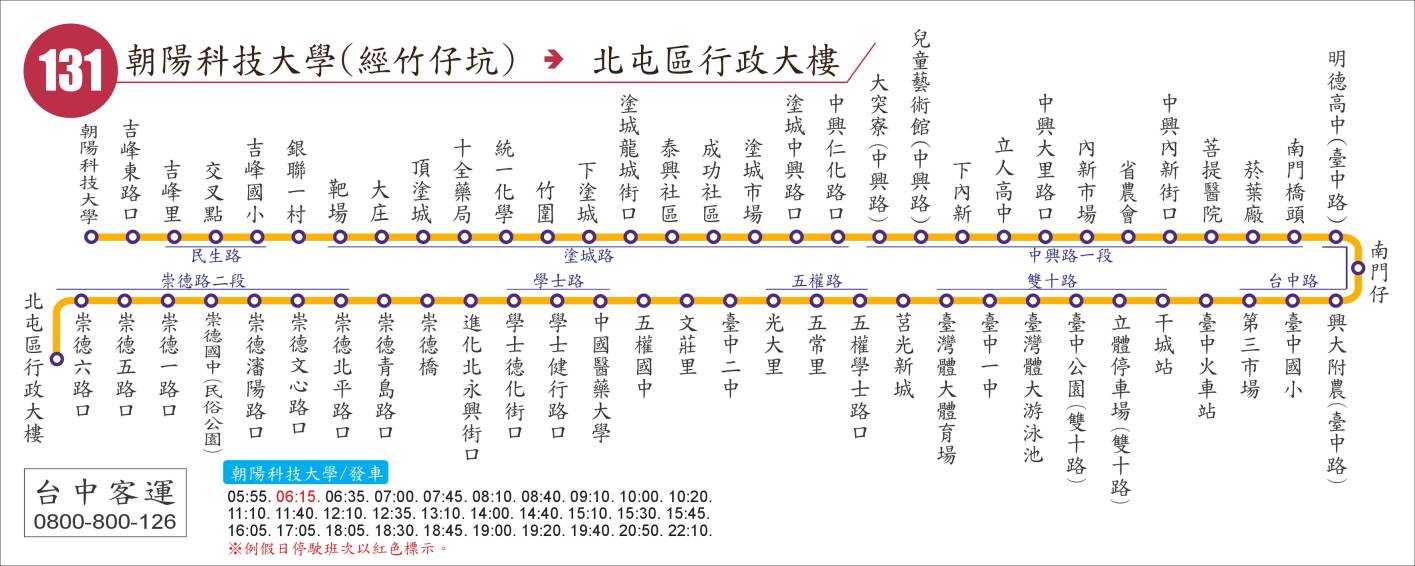 131
朝陽科技大學(經竹仔坑) ➔ 北屯區行政大樓
朝陽科技大學
吉峰東路口
吉峰里
交叉點
吉峰國小
銀聯一村
靶場
大庄
頂塗城
十全藥局
統一化學
竹圍
下塗城
塗城龍城街口
泰興社區
成功社區
塗城市場
塗城中興路口
中興仁化路口
大突寮(中興路)
兒童藝術館(中興路)
下內新
立人高中
中興大里路口
內新市場
省農會
中興內新街口
菩提醫院
菸葉廠
南門橋頭
明德高中(臺中路)
民生路
塗城路
中興路一段
南門仔
崇德路二段
學士路
五權路
雙十路
台中路
北屯區行政大樓
崇德六路口
崇德五路口
崇德一路口
崇德國中(民俗公園)
崇德瀋陽路口
崇德文心路口
崇德北平路口
崇德青島路口
崇德橋
進化北永興街口
學士德化街口
學士健行路口
中國醫藥大學
五權國中
文莊里
臺中二中
光大里
五常里
五權學士路口
莒光新城
臺灣體大體育場
臺中一中
臺灣體大游泳池
臺中公園(雙十路)
立體停車場(雙十路)
干城站
臺中火車站
第三市場
臺中國小
興大附農(臺中路)
台中客運
0800-800-126
朝陽科技大學/發車
05:55. 06:15. 06:35. 07:00. 07:45. 08:10. 08:40. 09:10. 10:00. 10:20.
11:10. 11:40. 12:10. 12:35. 13:10. 14:00. 14:40. 15:10. 15:30. 15:45.
16:05. 17:05. 18:05. 18:30. 18:45. 19:00. 19:20. 19:40. 20:50. 22:10.
※例假日停駛班次以紅色標示。